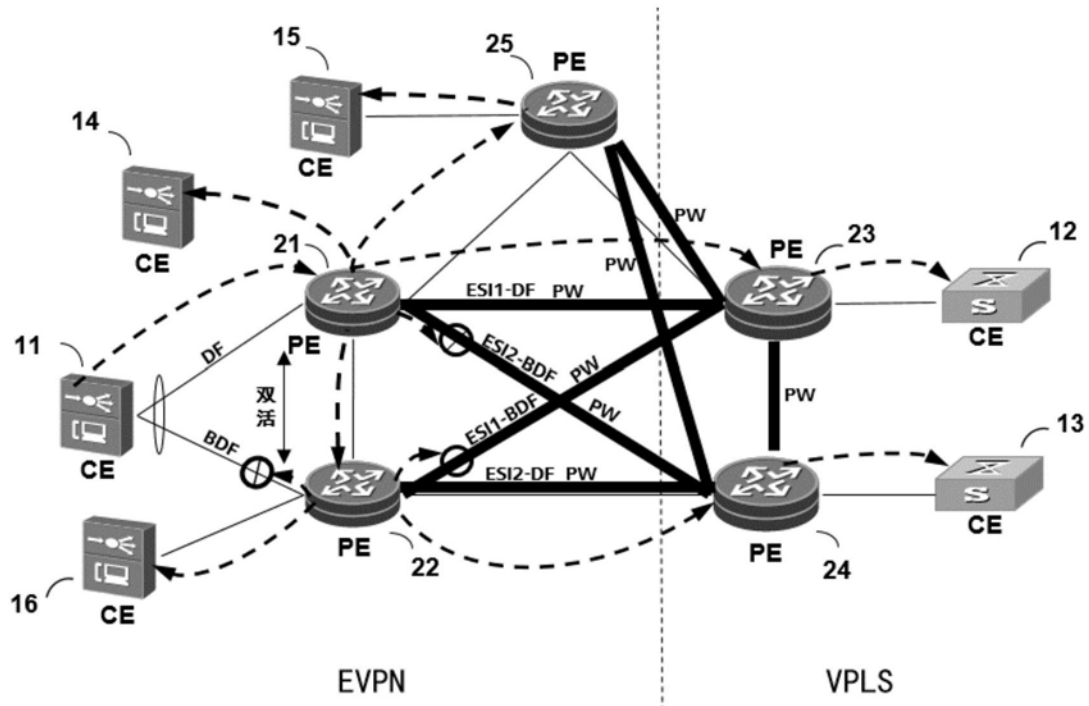 15
25
PE
14
CE
PW
CE
21
PW
PE
23
12
ESI1-DF PW
PE
CE
11
DF
双活
ESI2-BDF
PW
PW
ESI1-BDF
PW
13
CE
BDF
ESI2-DF PW
CE
PE
22
PE
24
16
CE
EVPN
VPLS
S
S